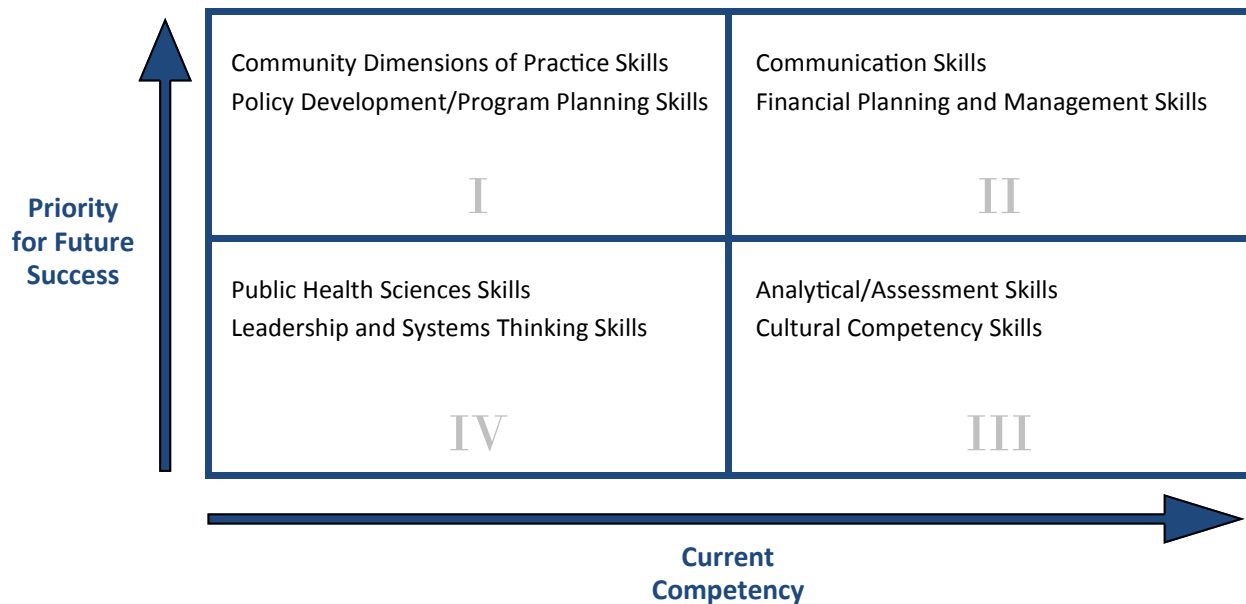 Community Dimensions of Practice Skills
Policy Development/Program Planning Skills
I
Communication Skills
Financial Planning and Management Skills
II
Priority
for Future
Success
Public Health Sciences Skills
Leadership and Systems Thinking Skills
IV
Analytical/Assessment Skills
Cultural Competency Skills
III
Current
Competency